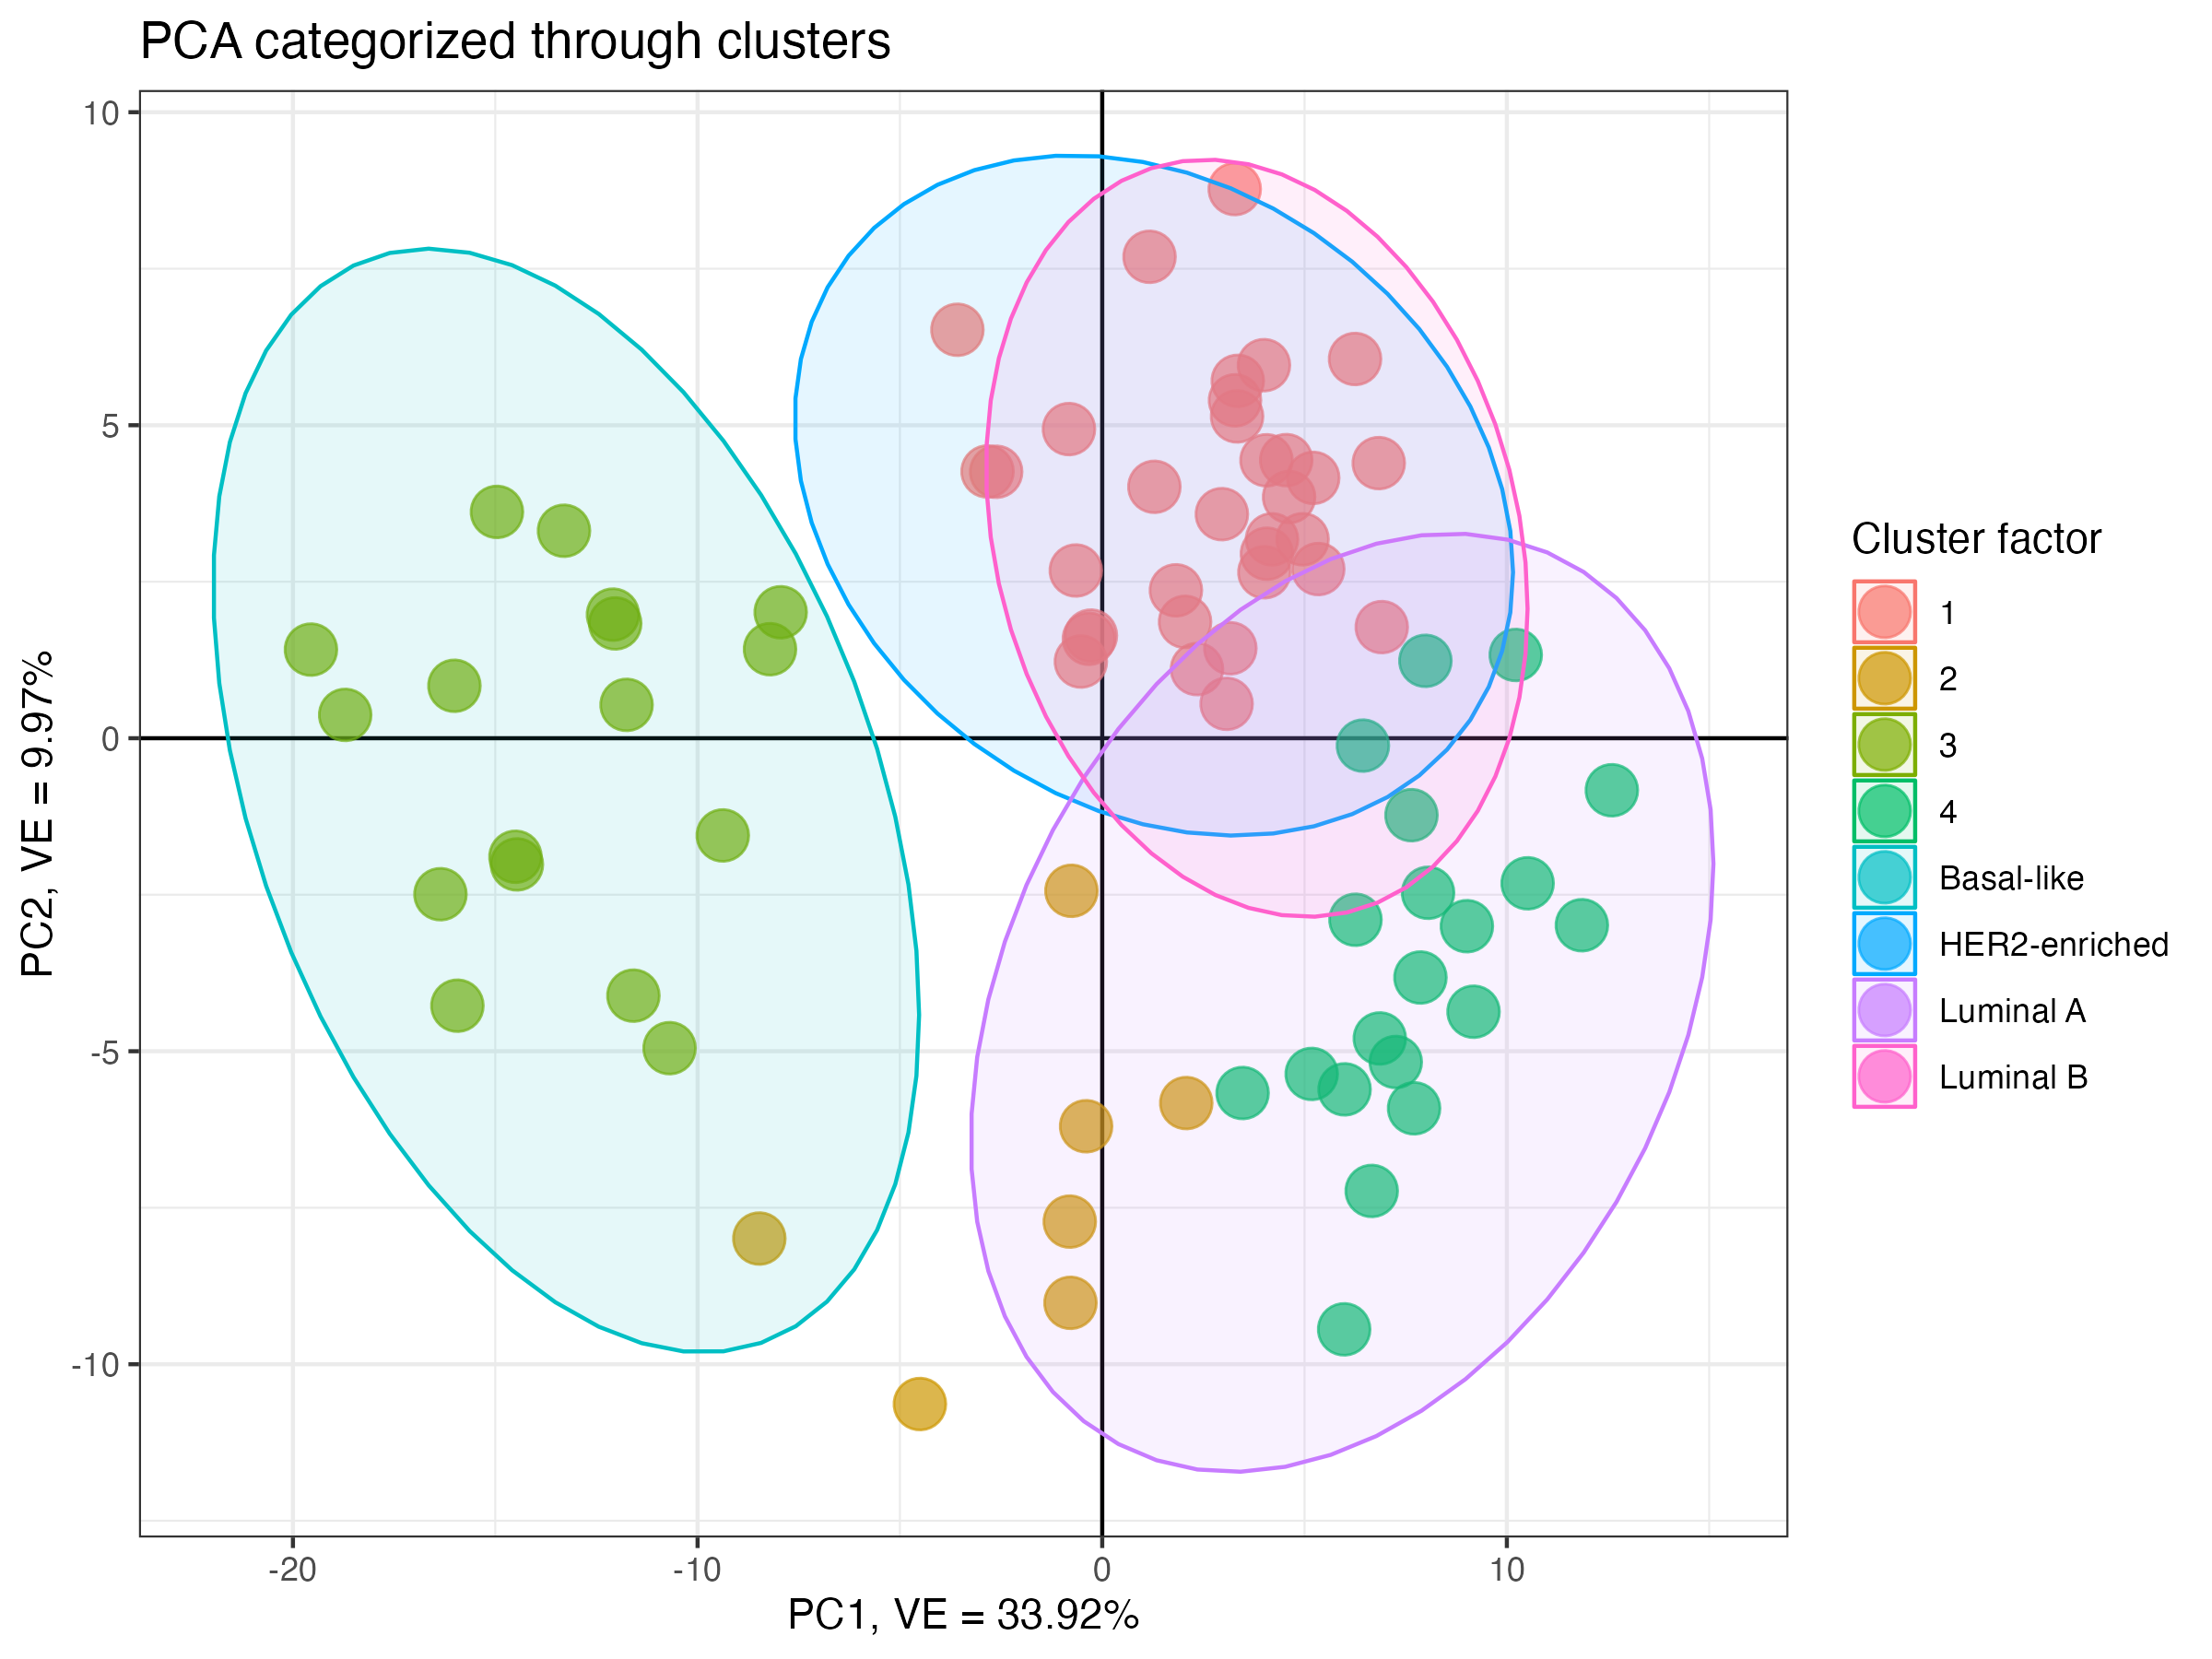 PCA categorized through clusters
10
5
0
-5
-10
PC2, VE = 9.97%
-20
-10
0
10
PC1, VE = 33.92%
Cluster factor
1
2
3
4
Basal-like
HER2-enriched
Luminal A
Luminal B